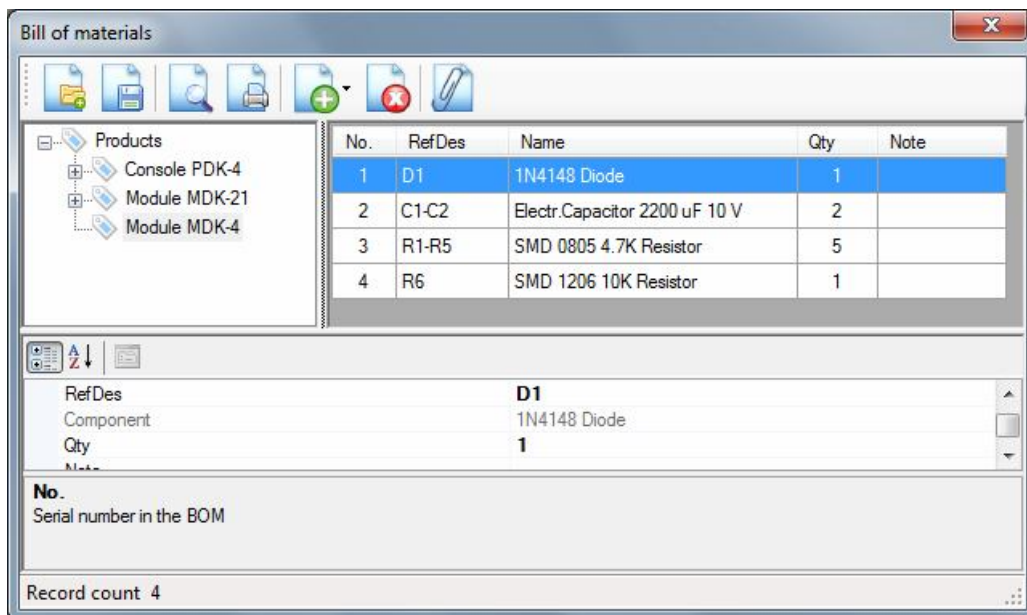 Bill of materials
Products
Console PDK-4
Module MDK-21
Module MDK-4
No. RefDes Name Qty Note
1 D1 1N4148 Diode 1
2 C1-C2 Electr.Capacitor 2200 uF 10 V 2
3 R1-R5 SMD 0805 4.7K Resistor 5
4 R6 SMD 1206 10K Resistor 1
RefDes D1
Component 1N4148 Diode
Qty 1
No.
Serial number in the BOM
Record count 4